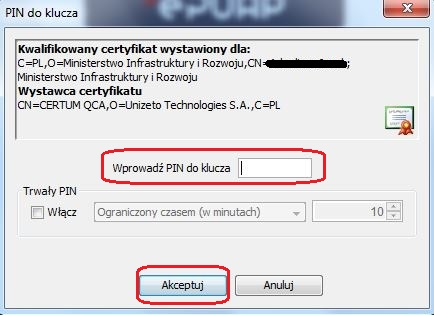 PIN do klucza
ePUAP
Kwalifikowany certyfikat wystawiony dla:
C=PL,O=Ministerstwo Infrastruktury i Rozwoju,CN= ;
Ministerstwo Infrastruktury i Rozwoju
Wystawca certyfikatu
CN=CERTUM QCA,O=Unizeto Technologies S.A.,C=PL
Wprowadź PIN do klucza
Trwały PIN
Włącz Ograniczony czasem (w minutach) 10
Akceptuj Anuluj